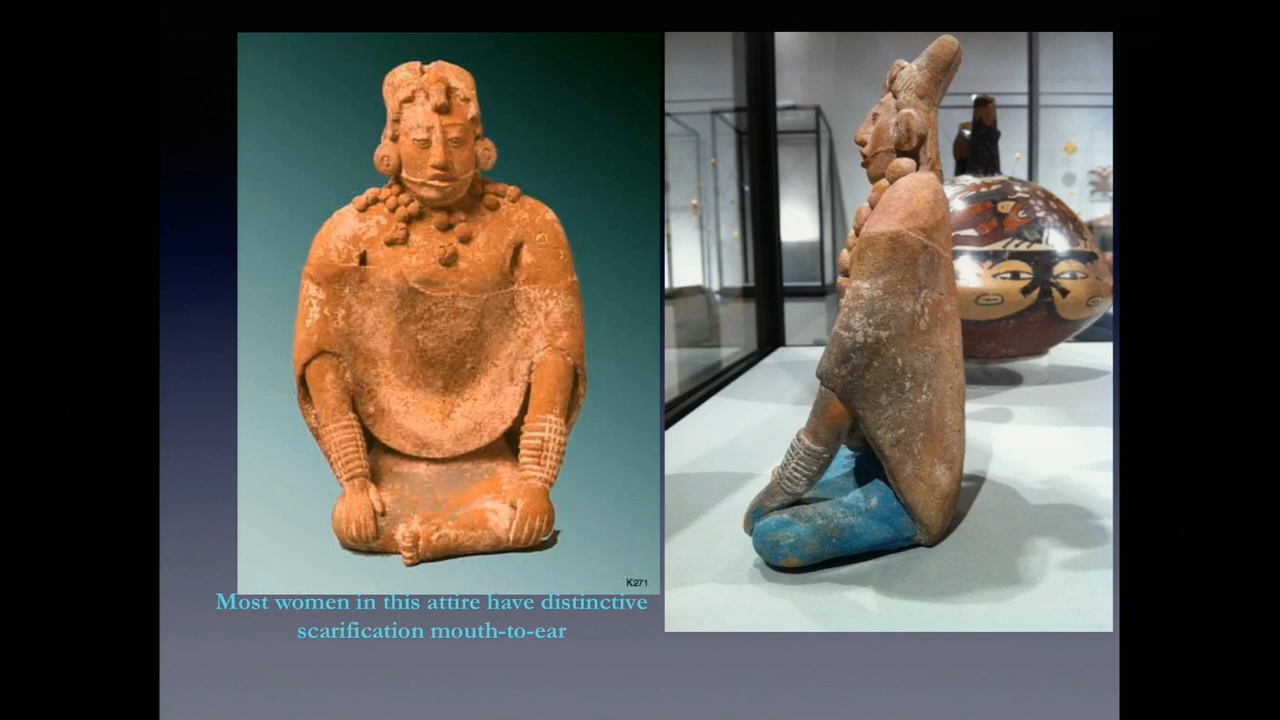 K271
Most women in this attire have distinctive
scarification mouth-to-ear